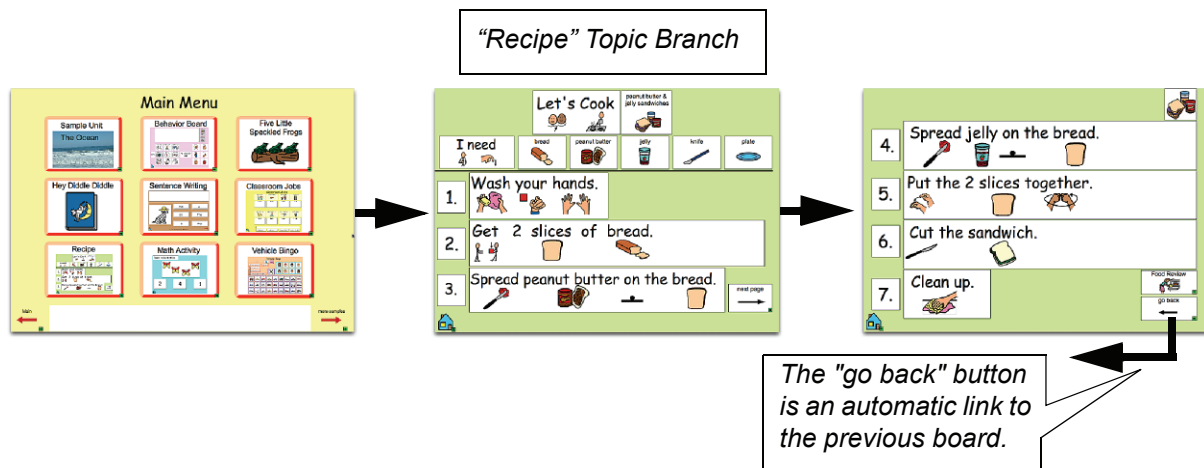 “Recipe” Topic Branch
Main Menu
Sample Unit
The Ocean
Behavior Board
Five Little
Speckled Frogs
Hey Diddle Diddle
Sentence Writing
Classroom Jobs
Recipe
Math Activity
2 4 1
Vehicle Bingo
Main
more samples
Let's Cook
peanut butter &
jelly sandwiches
I need
bread
peanut butter
jelly
knife
plate
1. Wash your hands.
2. Get 2 slices of bread.
3. Spread peanut butter on the bread.
next page
4. Spread jelly on the bread.
5. Put the 2 slices together.
6. Cut the sandwich.
7. Clean up.
Food Review
go back
The "go back" button
is an automatic link to
the previous board.